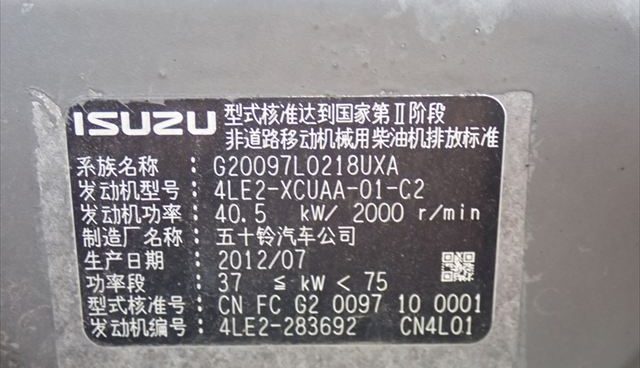 ISUZU 型式核准达到国家第Ⅱ阶段
非道路移动机械用柴油机排放标准
系族名称：G20097L0218UXA
发动机型号：4LE2-XCUAA-01-C2
发动机功率：40.5 kW/ 2000 r/min
制造厂名称：五十铃汽车公司
生产日期：2012/07
功率段：37 ≦ kW < 75
型式核准号：CN FC G2 0097 10 0001
发动机编号：4LE2-283692 CN4L01